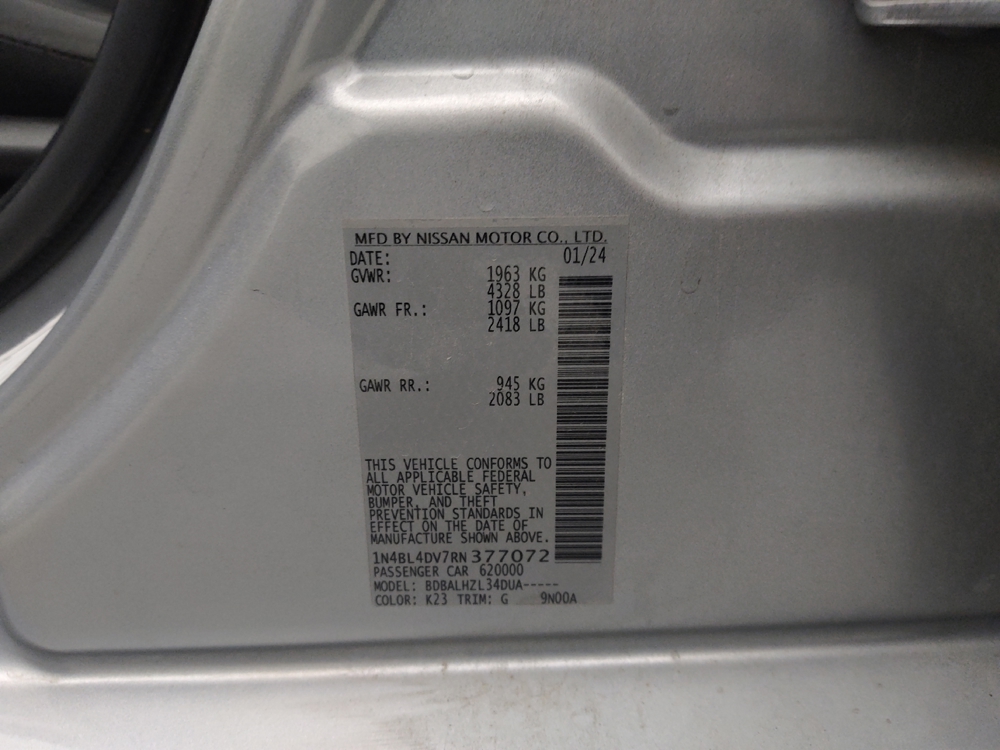 MFD BY NISSAN MOTOR CO., LTD.
DATE: 01/24
GVWR: 1963 KG
4328 LB
GAWR FR.: 1097 KG
2418 LB
GAWR RR.: 945 KG
2083 LB
THIS VEHICLE CONFORMS TO
ALL APPLICABLE FEDERAL
MOTOR VEHICLE SAFETY,
BUMPER, AND THEFT
PREVENTION STANDARDS IN
EFFECT ON THE DATE OF
MANUFACTURE SHOWN ABOVE.
1N4BL4DV7RN377072
PASSENGER CAR 620000
MODEL: BDBALHZL34DUA-----
COLOR: K23 TRIM: G 9N00A